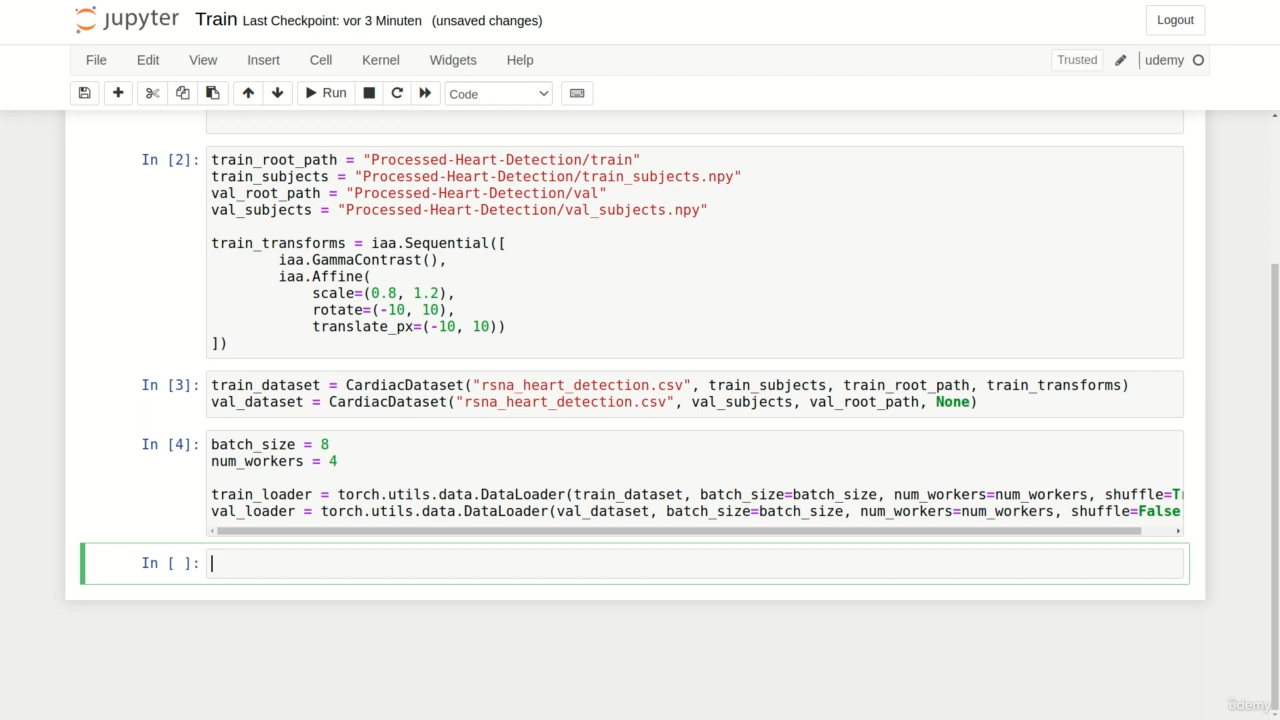 jupyter Train Last Checkpoint: vor 3 Minuten (unsaved changes) Logout
File Edit View Insert Cell Kernel Widgets Help Trusted udemy
Run Code
In [2]: train_root_path = "Processed-Heart-Detection/train"
train_subjects = "Processed-Heart-Detection/train_subjects.npy"
val_root_path = "Processed-Heart-Detection/val"
val_subjects = "Processed-Heart-Detection/val_subjects.npy"
train_transforms = iaa.Sequential([
iaa.GammaContrast(),
iaa.Affine(
scale=(0.8, 1.2),
rotate=(-10, 10),
translate_px=(-10, 10))
])
In [3]: train_dataset = CardiacDataset("rsna_heart_detection.csv", train_subjects, train_root_path, train_transforms)
val_dataset = CardiacDataset("rsna_heart_detection.csv", val_subjects, val_root_path, None)
In [4]: batch_size = 8
num_workers = 4
train_loader = torch.utils.data.DataLoader(train_dataset, batch_size=batch_size, num_workers=num_workers, shuffle=
val_loader = torch.utils.data.DataLoader(val_dataset, batch_size=batch_size, num_workers=num_workers, shuffle=False
In [ ]:
udemy